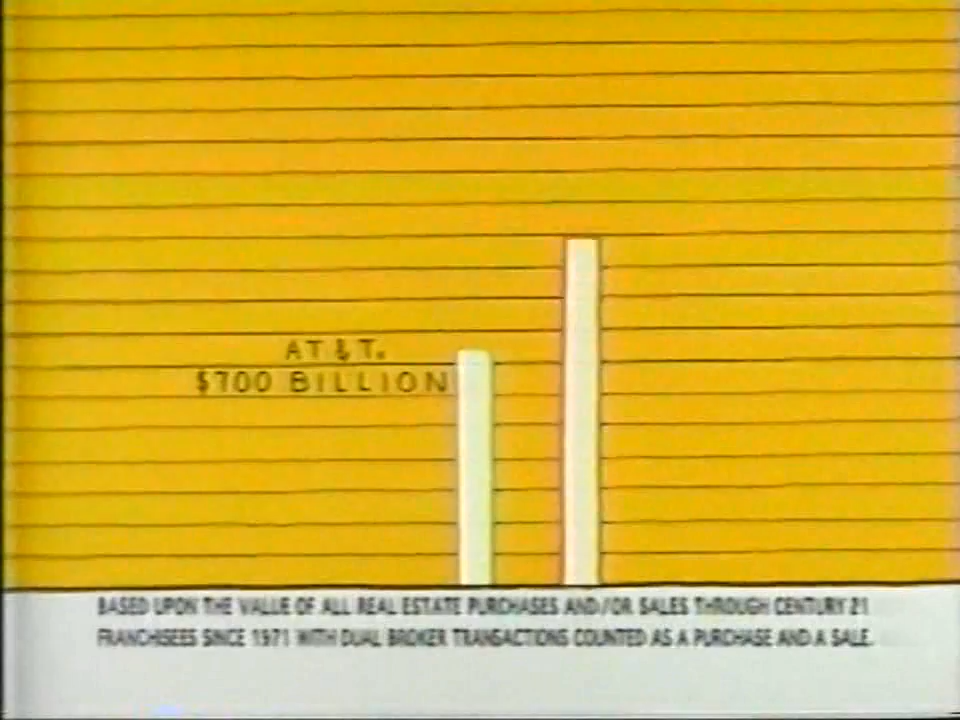 AT & T.
$700 BILLION
BASED UPON THE VALUE OF ALL REAL ESTATE PURCHASES AND/OR SALES THROUGH CENTURY 21
FRANCHISEES SINCE 1971 WITH DUAL BROKER TRANSACTIONS COUNTED AS A PURCHASE AND A SALE.